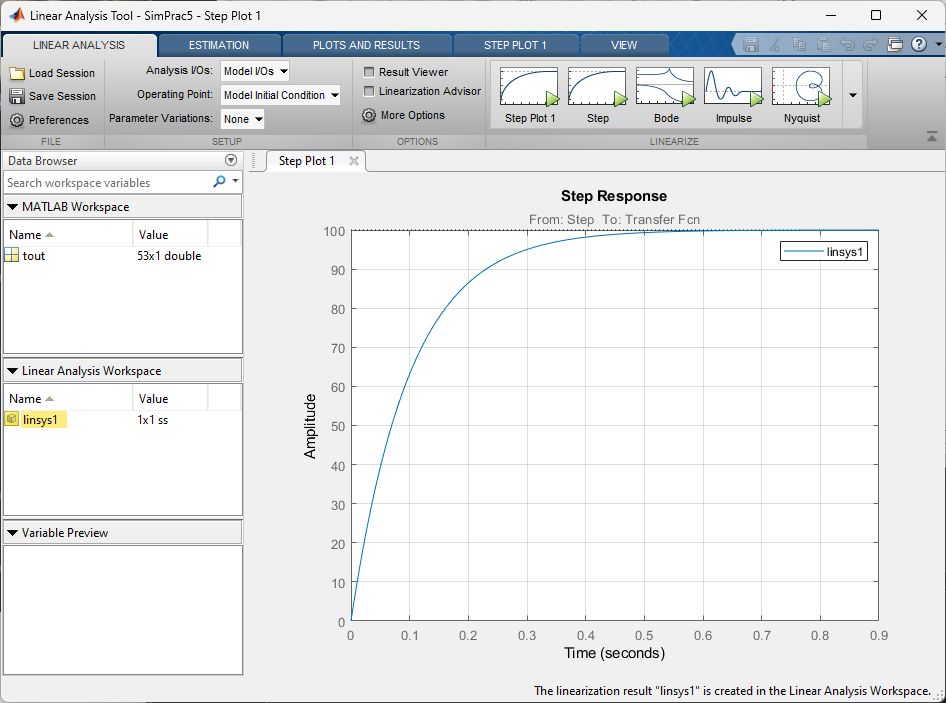 Linear Analysis Tool - SimPrac5 - Step Plot 1
LINEAR ANALYSIS ESTIMATION PLOTS AND RESULTS STEP PLOT 1 VIEW
Load Session
Save Session
Preferences
FILE
Analysis I/Os: Model I/Os
Operating Point: Model Initial Condition
Parameter Variations: None
SETUP
Result Viewer
Linearization Advisor
More Options
OPTIONS
Step Plot 1 Step Bode Impulse Nyquist
LINEARIZE
Data Browser
Search workspace variables
MATLAB Workspace
Name Value
tout 53x1 double
Linear Analysis Workspace
Name Value
linsys1 1x1 ss
Variable Preview
Step Plot 1
Step Response
From: Step To: Transfer Fcn
linsys1
Amplitude
100
90
80
70
60
50
40
30
20
10
0
0 0.1 0.2 0.3 0.4 0.5 0.6 0.7 0.8 0.9
Time (seconds)
The linearization result "linsys1" is created in the Linear Analysis Workspace.